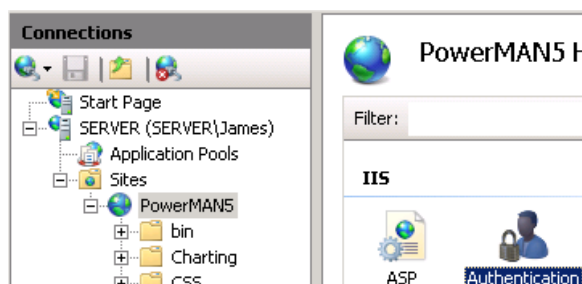 Connections
Start Page
SERVER (SERVER\James)
Application Pools
Sites
PowerMAN5
bin
Charting
CSS
PowerMAN5 H
Filter:
IIS
ASP
Authentication